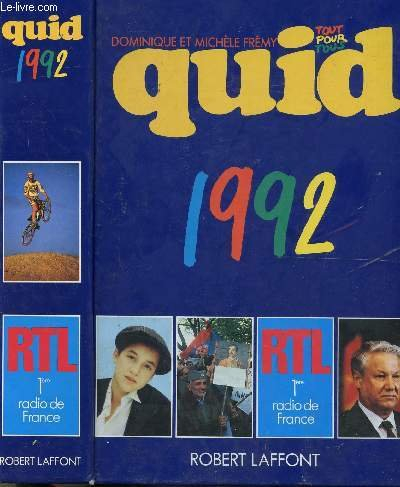 Le-livre.com
quid
1992
RTL
1ère
radio de
France
ROBERT LAFFONT
DOMINIQUE ET MICHÈLE FRÉMY
TOUT
POUR
TOUS
quid
1992
RTL
1ère
radio de
France
ROBERT LAFFONT